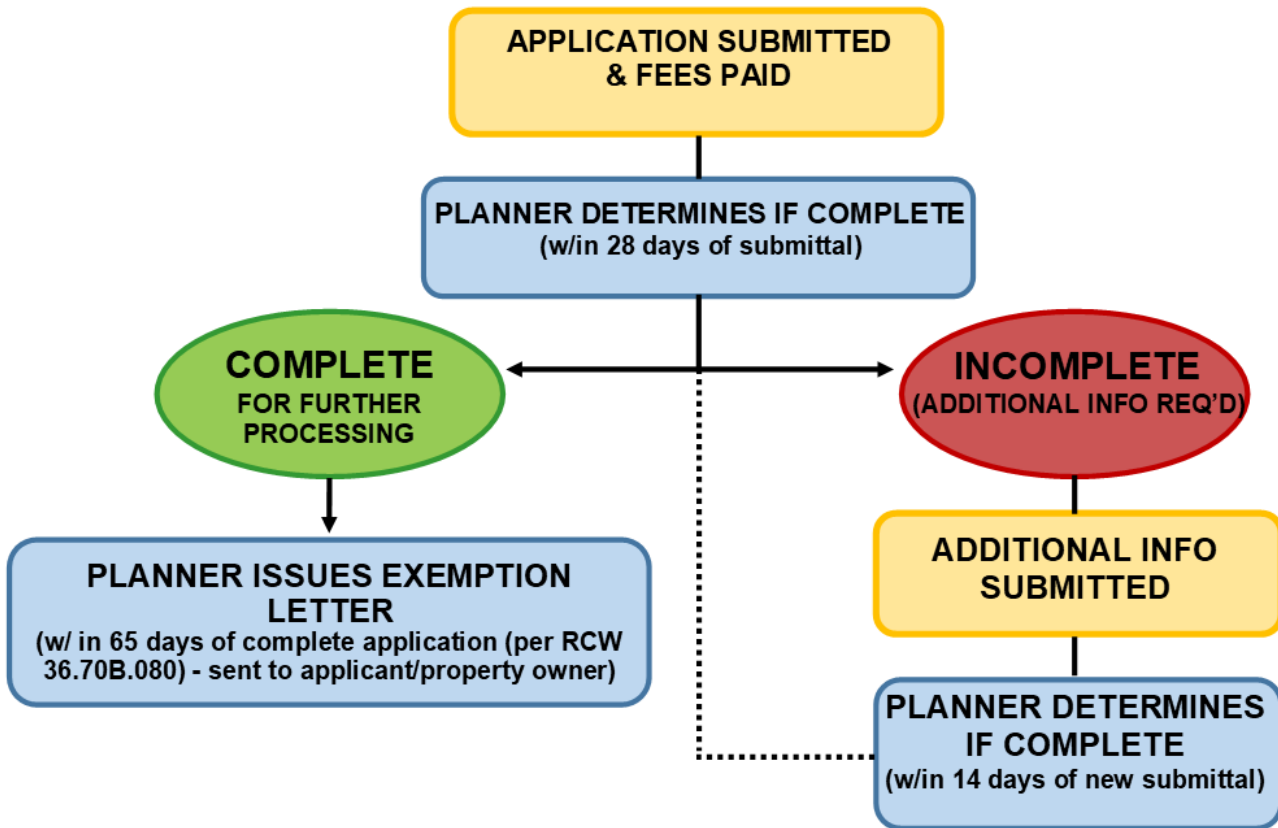 APPLICATION SUBMITTED
& FEES PAID
PLANNER DETERMINES IF COMPLETE
(w/in 28 days of submittal)
COMPLETE
FOR FURTHER
PROCESSING
INCOMPLETE
(ADDITIONAL INFO REQ’D)
PLANNER ISSUES EXEMPTION
LETTER
(w/ in 65 days of complete application (per RCW
36.70B.080) - sent to applicant/property owner)
ADDITIONAL INFO
SUBMITTED
PLANNER DETERMINES
IF COMPLETE
(w/in 14 days of new submittal)